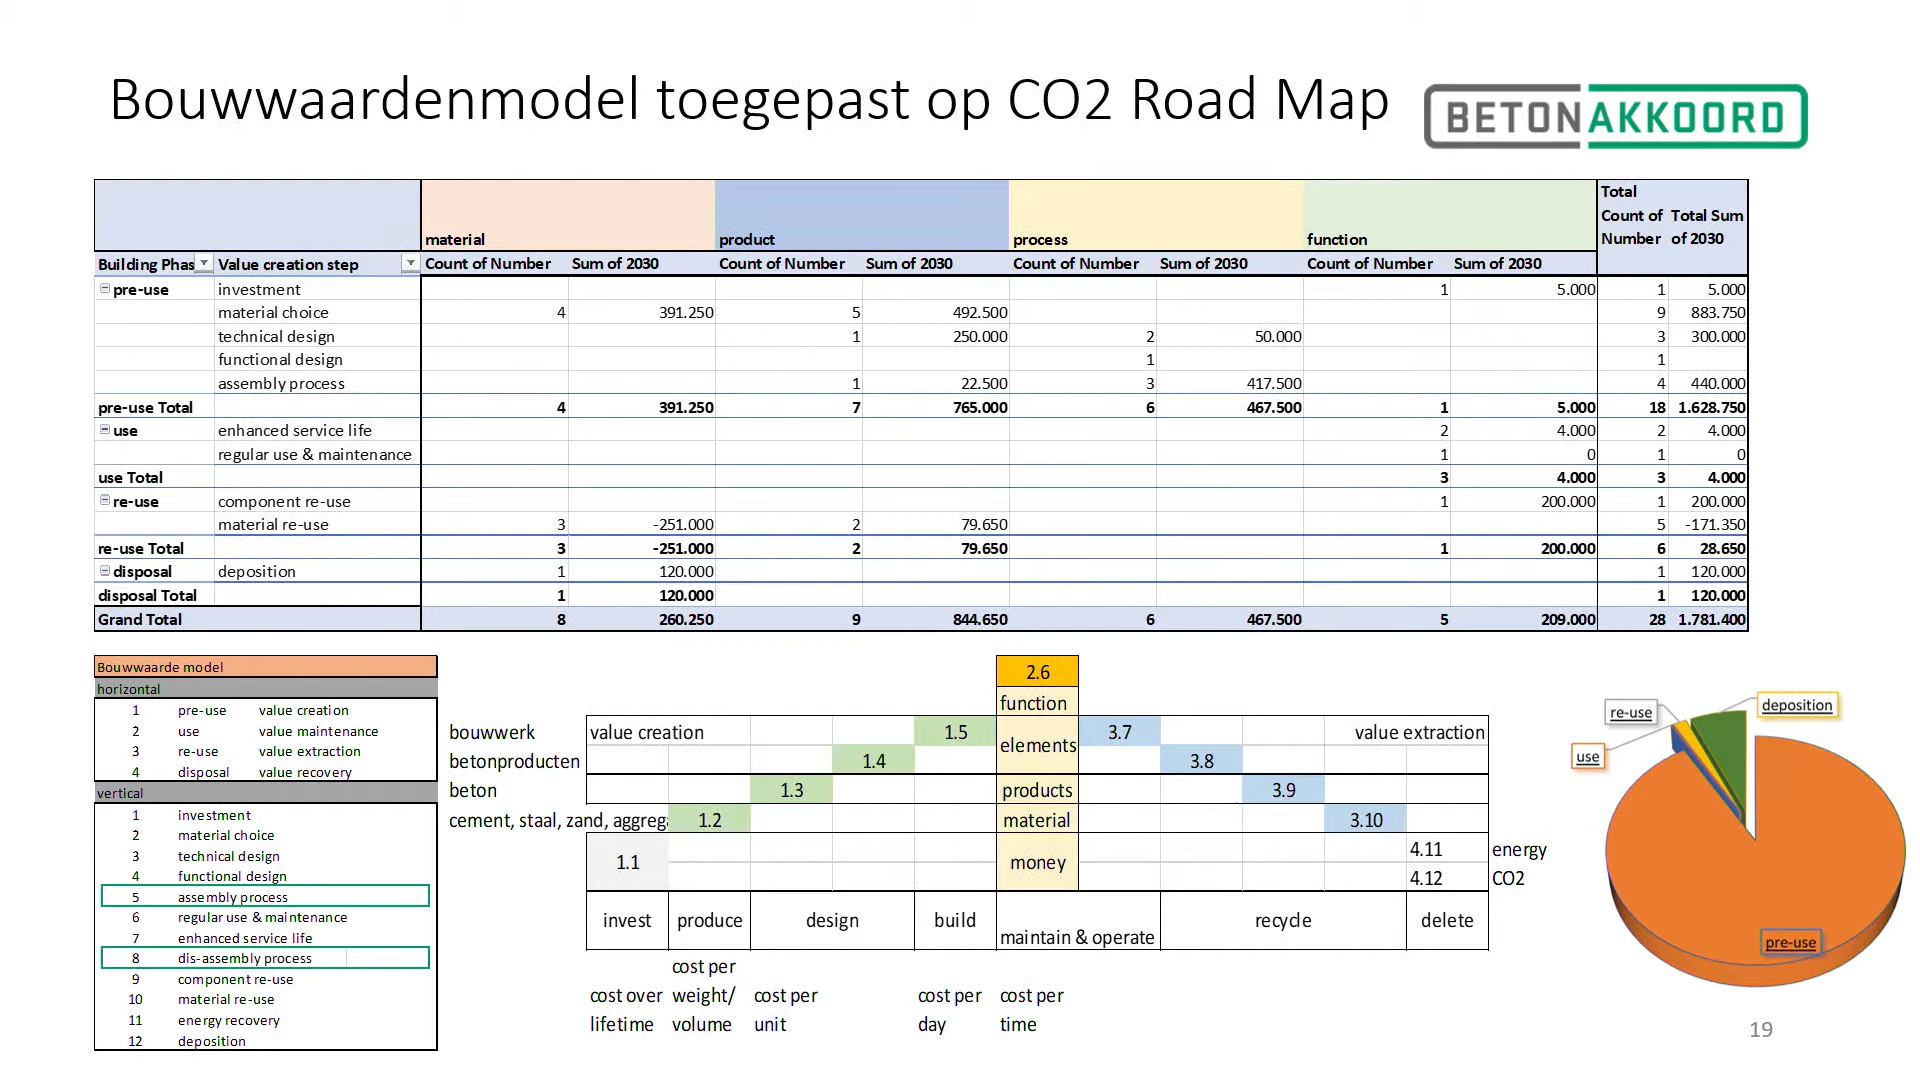 Bouwwaardenmodel toegepast op CO2 Road Map
BETONAKKOORD
material product process function Total Count of Number Total Sum of 2030
Building Phas Value creation step Count of Number Sum of 2030 Count of Number Sum of 2030 Count of Number Sum of 2030 Count of Number Sum of 2030
pre-use investment 1 5.000 1 5.000
material choice 4 391.250 5 492.500 9 883.750
technical design 1 250.000 2 50.000 3 300.000
functional design 1 1
assembly process 1 22.500 3 417.500 4 440.000
pre-use Total 4 391.250 7 765.000 6 467.500 1 5.000 18 1.628.750
use enhanced service life 2 4.000 2 4.000
regular use & maintenance 1 0 1 0
use Total 3 4.000 3 4.000
re-use component re-use 1 200.000 1 200.000
material re-use 3 -251.000 2 79.650 5 -171.350
re-use Total 3 -251.000 2 79.650 1 200.000 6 28.650
disposal deposition 1 120.000 1 120.000
disposal Total 1 120.000 1 120.000
Grand Total 8 260.250 9 844.650 6 467.500 5 209.000 28 1.781.400
Bouwwaarde model
horizontal
1 pre-use value creation
2 use value maintenance
3 re-use value extraction
4 disposal value recovery
vertical
1 investment
2 material choice
3 technical design
4 functional design
5 assembly process
6 regular use & maintenance
7 enhanced service life
8 dis-assembly process
9 component re-use
10 material re-use
11 energy recovery
12 deposition
2.6
function
bouwwerk value creation 1.5 elements 3.7 value extraction
betonproducten 1.4 3.8
beton 1.3 products 3.9
cement, staal, zand, aggrega 1.2 material 3.10
1.1 money 4.11 energy
4.12 CO2
invest produce design build maintain & operate recycle delete
cost over lifetime
cost per weight/ volume
cost per unit
cost per day
cost per time
re-use
deposition
use
pre-use
19